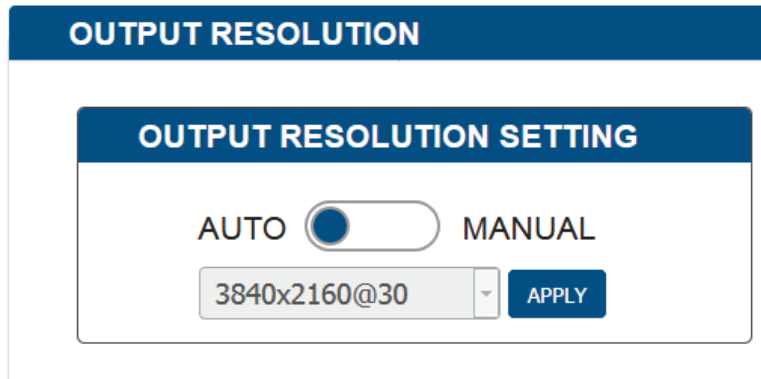 OUTPUT RESOLUTION
OUTPUT RESOLUTION SETTING
AUTO MANUAL
3840x2160@30 APPLY